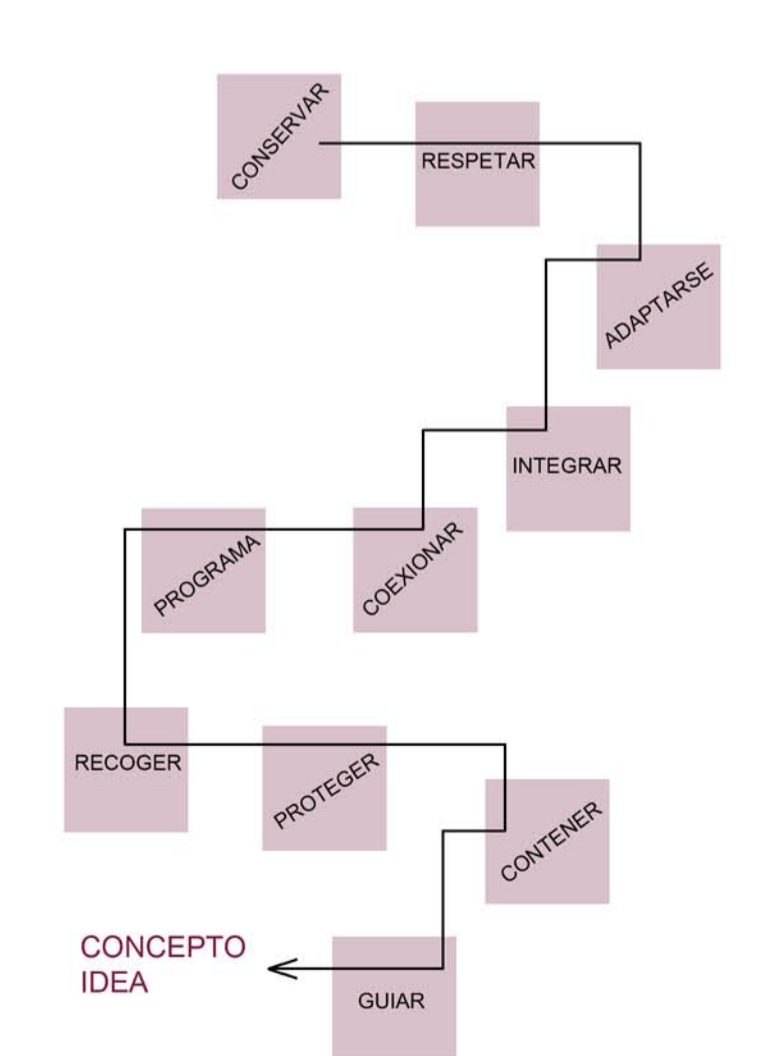 CONSERVAR
RESPETAR
ADAPTARSE
INTEGRAR
COEXIONAR
PROGRAMA
RECOGER
PROTEGER
CONTENER
GUIAR
CONCEPTO
IDEA